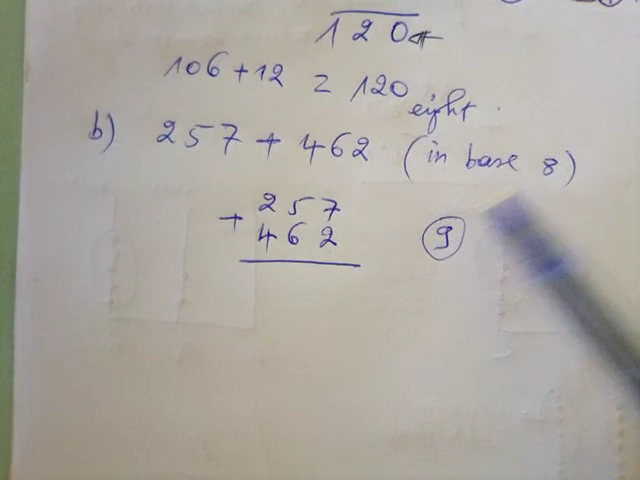 120
106 + 12 = 120 eight.
b) 257 + 462 (in base 8)
+ 257
462 9